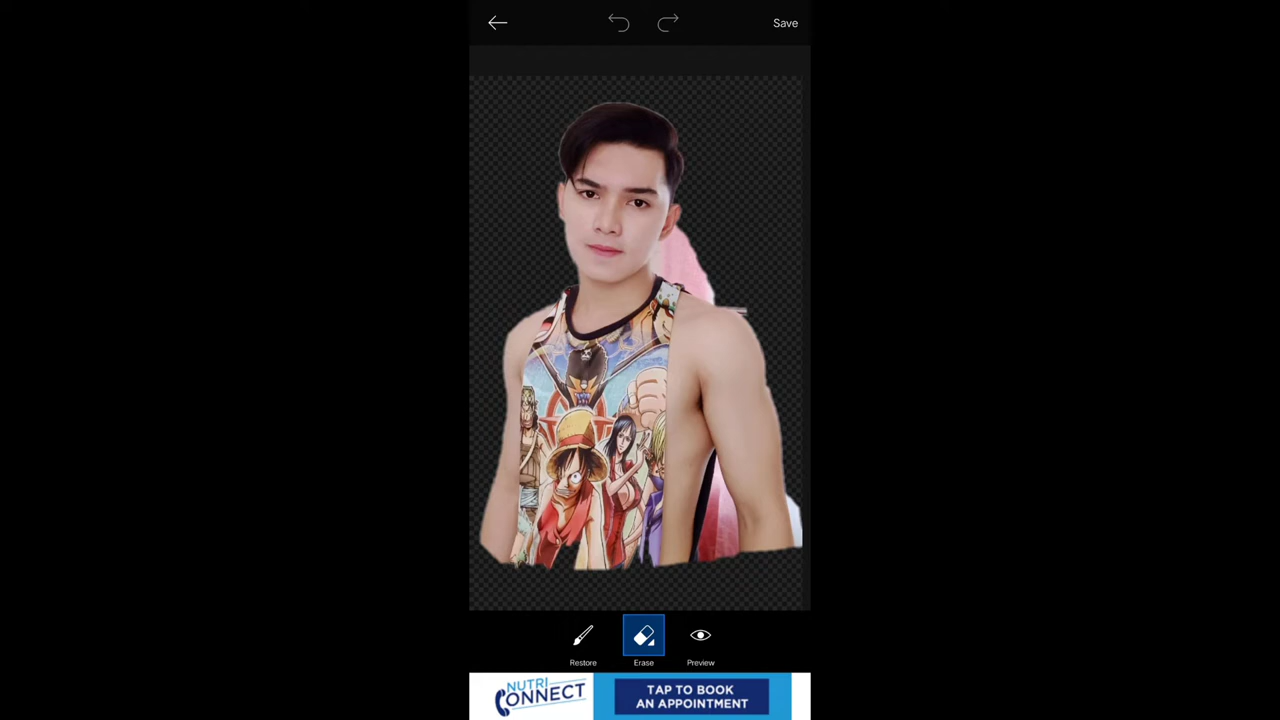 Save
Restore
Erase
Preview
NUTRI
CONNECT
TAP TO BOOK
AN APPOINTMENT